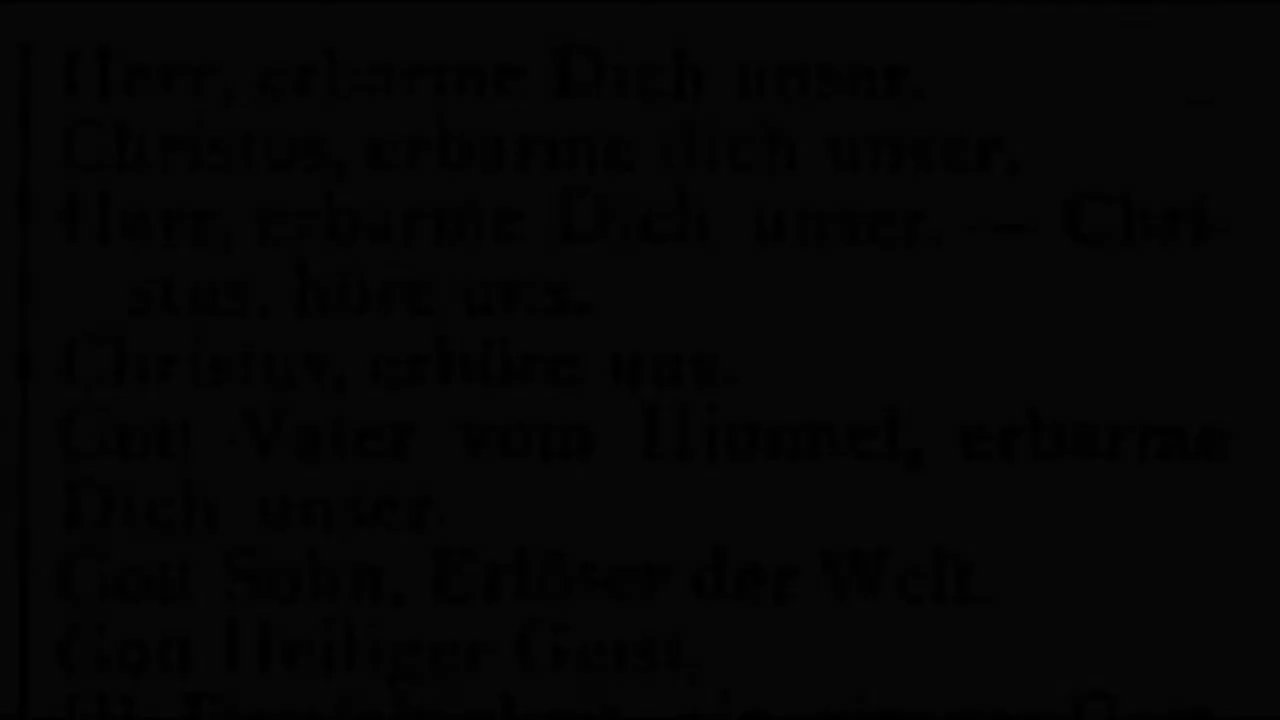 Herr, erbarme Dich unser.
Christus, erbarme dich unser,
Herr, erbarme Dich unser. — Chri-
stus, höre uns.
Christus, erhöre uns.
Gott Vater vom Himmel, erbarme
Dich unser.
Gott Sohn, Erlöser der Welt.
Gott Heiliger Geist,